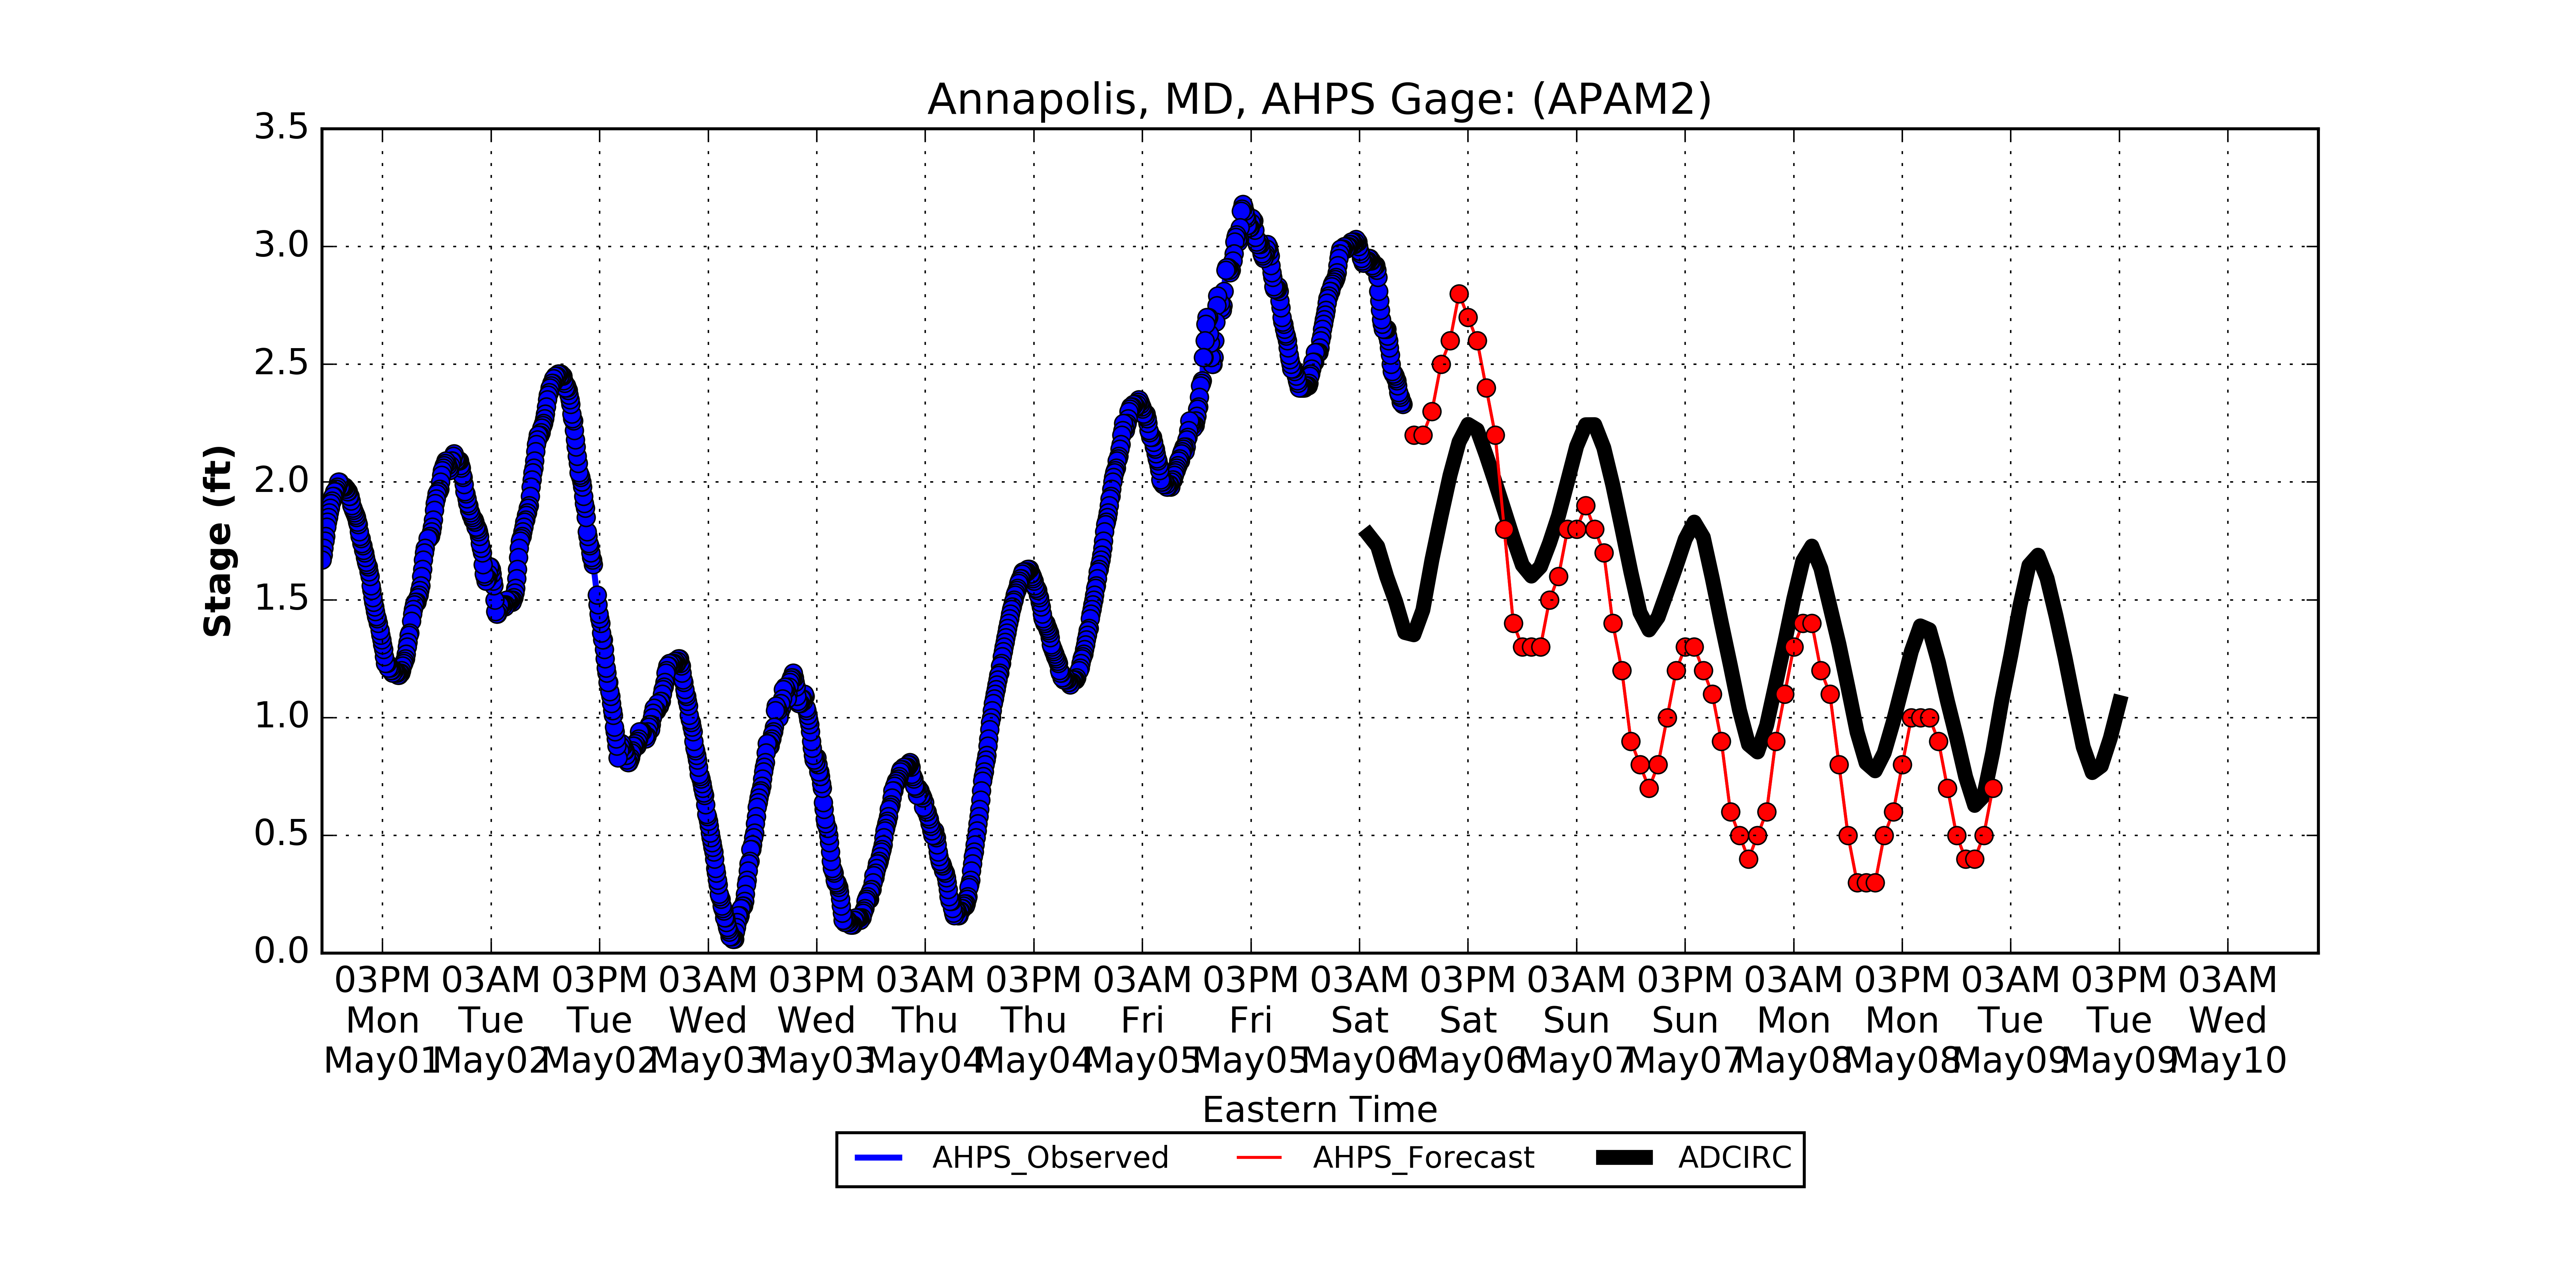 Annapolis, MD, AHPS Gage: (APAM2)
3.5
3.0
2.5
2.0
1.5
1.0
0.5
0.0
Stage (ft)
03PM 03AM 03PM 03AM 03PM 03AM 03PM 03AM 03PM 03AM 03PM 03AM 03PM 03AM 03PM 03AM 03PM 03AM
Mon Tue Tue Wed Wed Thu Thu Fri Fri Sat Sat Sun Sun Mon Mon Tue Tue Wed
May01 May02 May02 May03 May03 May04 May04 May05 May05 May06 May06 May07 May07 May08 May08 May09 May09 May10
Eastern Time
AHPS_Observed AHPS_Forecast ADCIRC